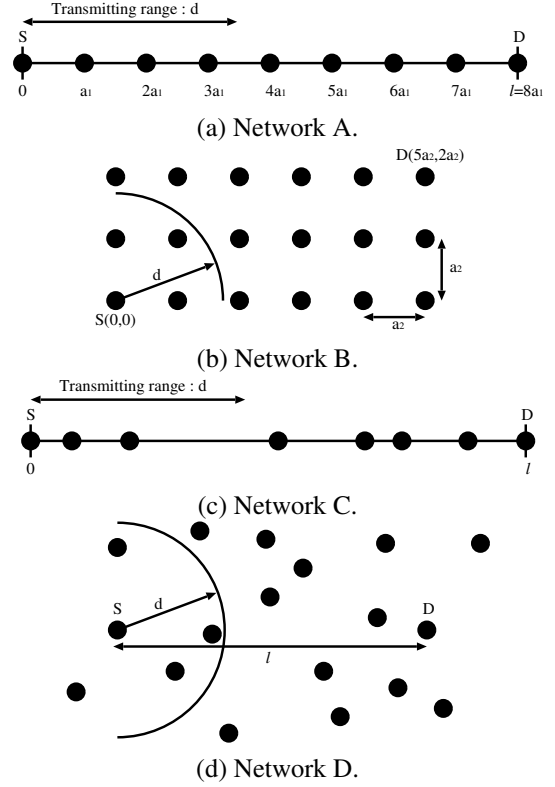 Transmitting range : d
S D
0 a1 2a1 3a1 4a1 5a1 6a1 7a1 l=8a1
(a) Network A.
D(5a2,2a2)
d
a2
S(0,0)
a2
(b) Network B.
Transmitting range : d
S D
0 l
(c) Network C.
S d D
l
(d) Network D.